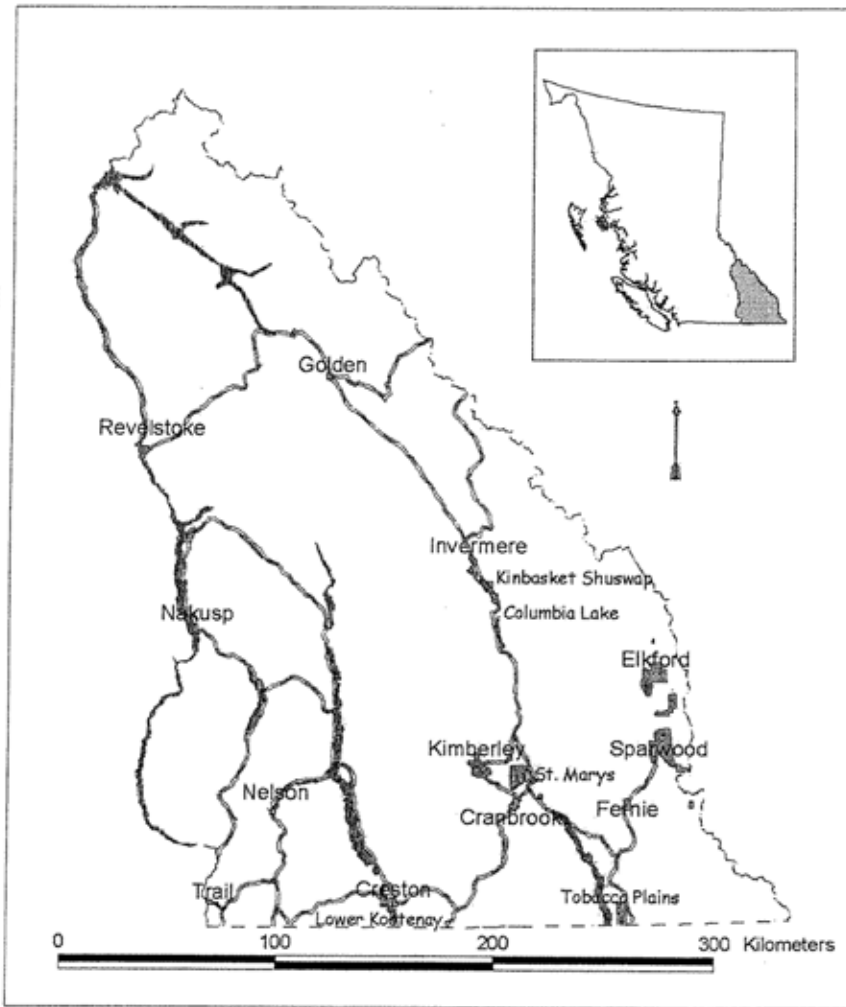 Golden
Revelstoke
Invermere
Kinbasket Shuswap
Columbia Lake
Nakusp
Elkford
Kimberley
Sparwood
St. Marys
Nelson
Cranbrook
Fernie
Trail
Creston
Tobacco Plains
Lower Kootenay
0 100 200 300 Kilometers